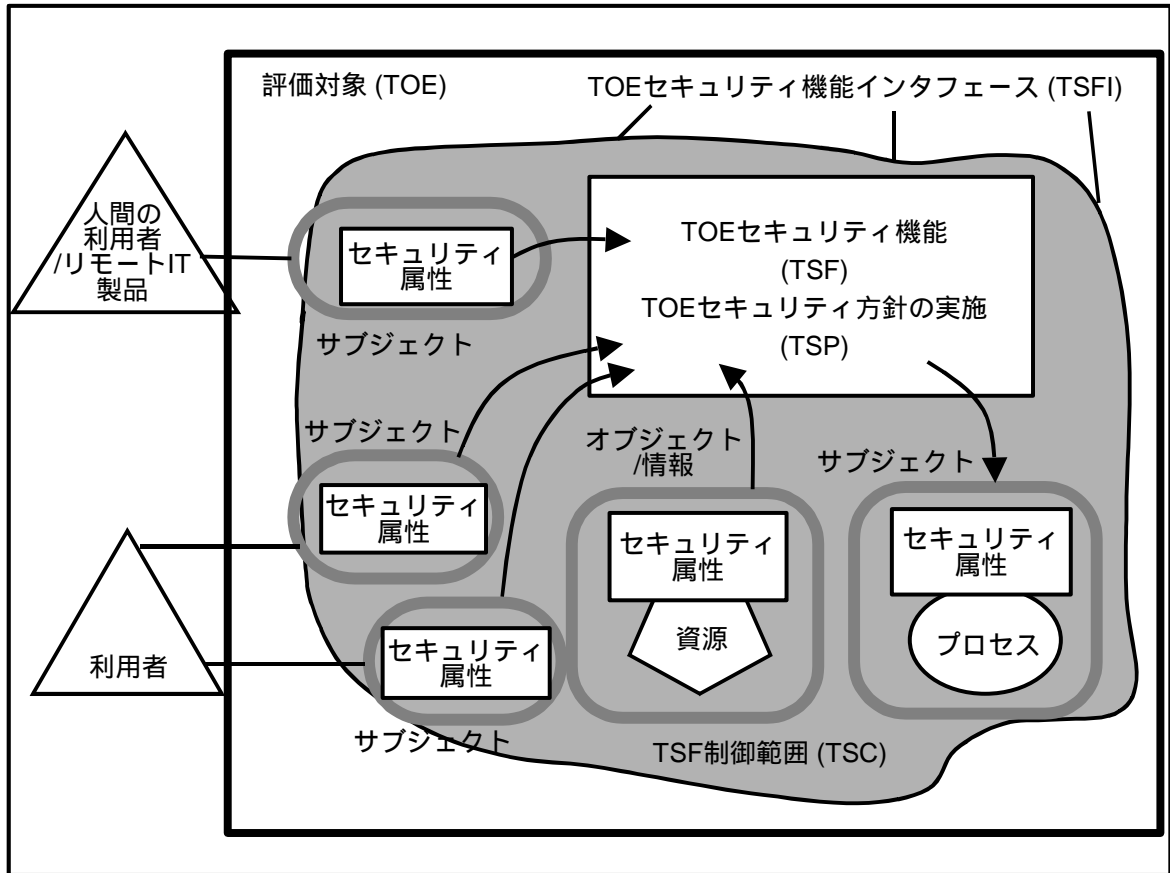 評価対象 (TOE)
TOEセキュリティ機能インタフェース (TSFI)
人間の
利用者
/リモートIT
製品
セキュリティ
属性
サブジェクト
TOEセキュリティ機能
(TSF)
TOEセキュリティ方針の実施
(TSP)
サブジェクト
セキュリティ
属性
オブジェクト
/情報
セキュリティ
属性
資源
サブジェクト
セキュリティ
属性
プロセス
利用者
セキュリティ
属性
サブジェクト
TSF制御範囲 (TSC)